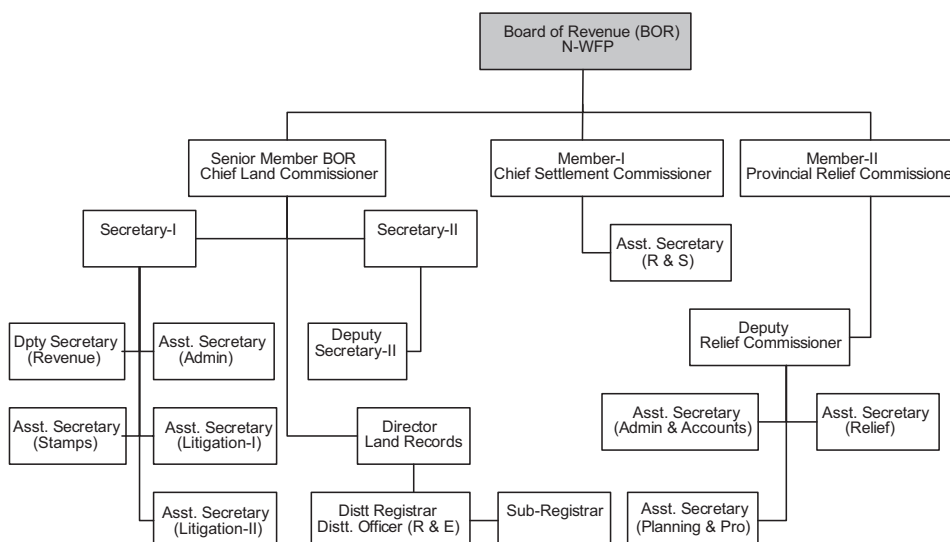 Board of Revenue (BOR)
N-WFP
Senior Member BOR
Chief Land Commissioner
Member-I
Chief Settlement Commissioner
Member-II
Provincial Relief Commissione
Secretary-I
Secretary-II
Asst. Secretary
(R & S)
Dpty Secretary
(Revenue)
Asst. Secretary
(Admin)
Deputy
Secretary-II
Deputy
Relief Commissioner
Asst. Secretary
(Stamps)
Asst. Secretary
(Litigation-I)
Director
Land Records
Asst. Secretary
(Admin & Accounts)
Asst. Secretary
(Relief)
Asst. Secretary
(Litigation-II)
Distt Registrar
Distt. Officer (R & E)
Sub-Registrar
Asst. Secretary
(Planning & Pro)